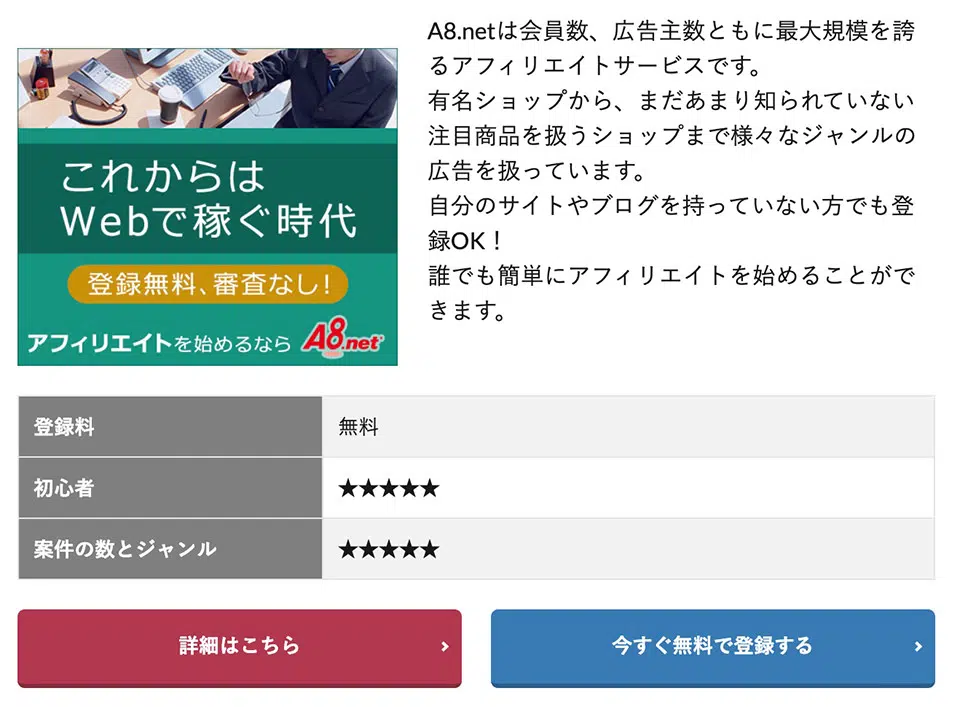 これからは
Webで稼ぐ時代
登録無料、審査なし!
アフィリエイトを始めるなら A8.net
A8.netは会員数、広告主数ともに最大規模を誇
るアフィリエイトサービスです。
有名ショップから、まだあまり知られていない
注目商品を扱うショップまで様々なジャンルの
広告を扱っています。
自分のサイトやブログを持っていない方でも登
録OK!
誰でも簡単にアフィリエイトを始めることがで
きます。
登録料 無料
初心者 ★★★★★
案件の数とジャンル ★★★★★
詳細はこちら ›
今すぐ無料で登録する ›